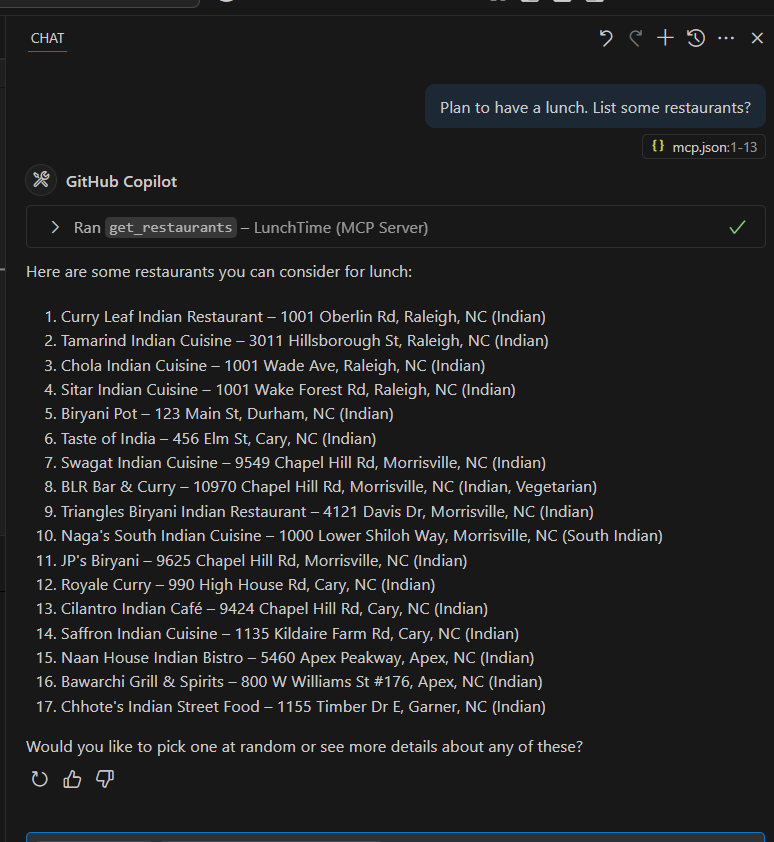 CHAT
Plan to have a lunch. List some restaurants?
{} mcp.json:1-13
GitHub Copilot
Ran get_restaurants – LunchTime (MCP Server)
Here are some restaurants you can consider for lunch:
1. Curry Leaf Indian Restaurant – 1001 Oberlin Rd, Raleigh, NC (Indian)
2. Tamarind Indian Cuisine – 3011 Hillsborough St, Raleigh, NC (Indian)
3. Chola Indian Cuisine – 1001 Wade Ave, Raleigh, NC (Indian)
4. Sitar Indian Cuisine – 1001 Wake Forest Rd, Raleigh, NC (Indian)
5. Biryani Pot – 123 Main St, Durham, NC (Indian)
6. Taste of India – 456 Elm St, Cary, NC (Indian)
7. Swagat Indian Cuisine – 9549 Chapel Hill Rd, Morrisville, NC (Indian)
8. BLR Bar & Curry – 10970 Chapel Hill Rd, Morrisville, NC (Indian, Vegetarian)
9. Triangles Biryani Indian Restaurant – 4121 Davis Dr, Morrisville, NC (Indian)
10. Naga's South Indian Cuisine – 1000 Lower Shiloh Way, Morrisville, NC (South Indian)
11. JP's Biryani – 9625 Chapel Hill Rd, Morrisville, NC (Indian)
12. Royale Curry – 990 High House Rd, Cary, NC (Indian)
13. Cilantro Indian Café – 9424 Chapel Hill Rd, Cary, NC (Indian)
14. Saffron Indian Cuisine – 1135 Kildaire Farm Rd, Cary, NC (Indian)
15. Naan House Indian Bistro – 5460 Apex Peakway, Apex, NC (Indian)
16. Bawarchi Grill & Spirits – 800 W Williams St #176, Apex, NC (Indian)
17. Chhote's Indian Street Food – 1155 Timber Dr E, Garner, NC (Indian)
Would you like to pick one at random or see more details about any of these?